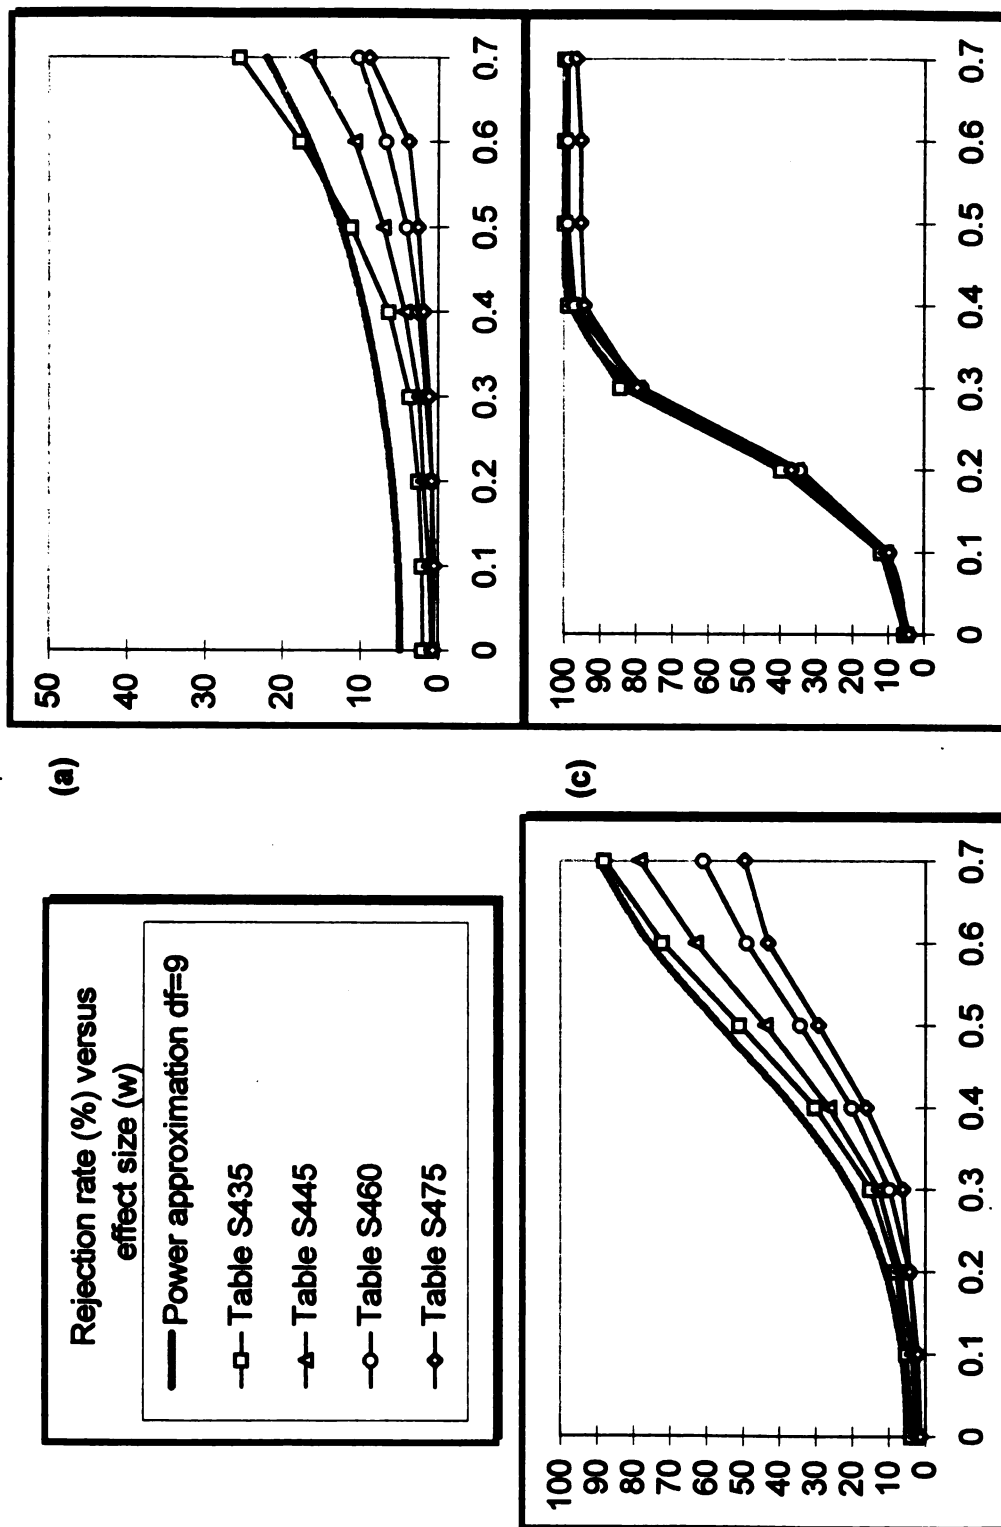 Rejection rate (%) versus
effect size (w)
Power approximation df=9
Table S435
Table S445
Table S460
Table S475
(a)
50
40
30
20
10
0
0 0.1 0.2 0.3 0.4 0.5 0.6 0.7
100
90
80
70
60
50
40
30
20
10
0
0 0.1 0.2 0.3 0.4 0.5 0.6 0.7
(c)
100
90
80
70
60
50
40
30
20
10
0
0 0.1 0.2 0.3 0.4 0.5 0.6 0.7